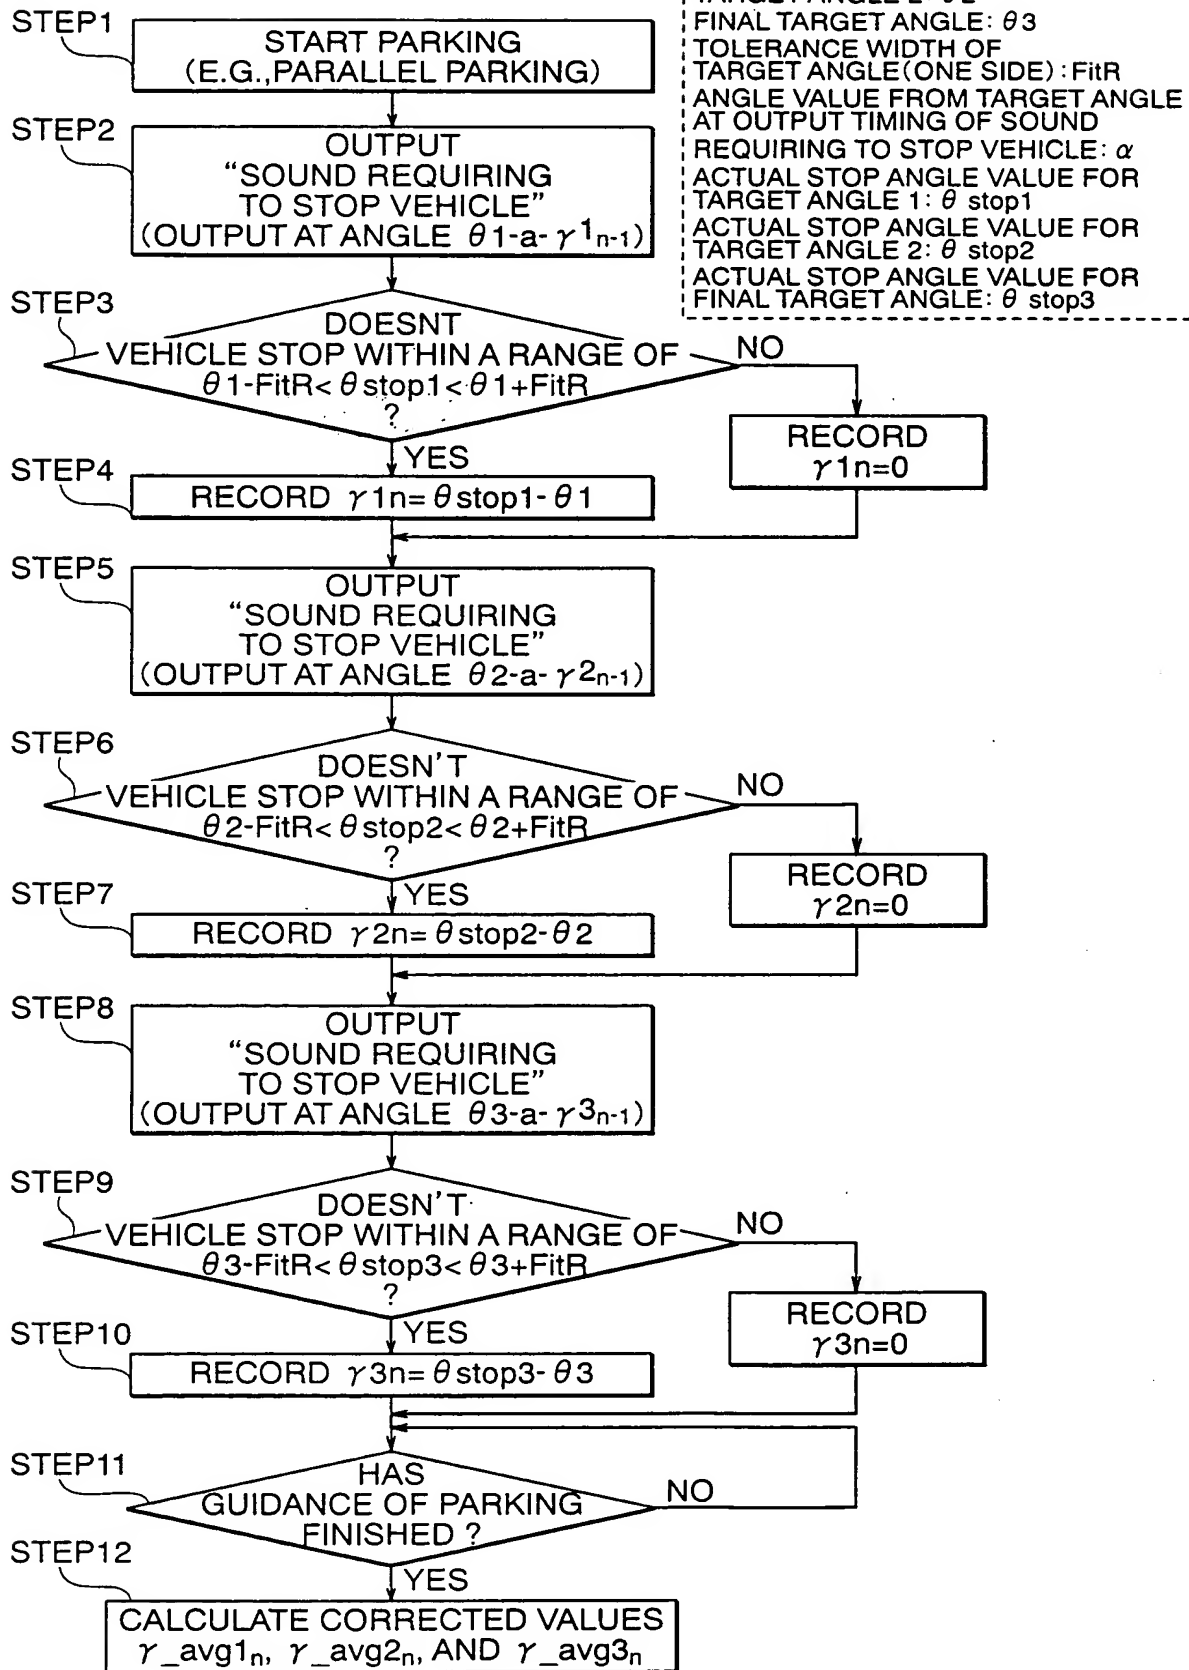 STEP1
START PARKING
(E.G.,PARALLEL PARKING)
FINAL TARGET ANGLE: θ3
TOLERANCE WIDTH OF
TARGET ANGLE(ONE SIDE):FitR
ANGLE VALUE FROM TARGET ANGLE
AT OUTPUT TIMING OF SOUND
REQUIRING TO STOP VEHICLE: α
ACTUAL STOP ANGLE VALUE FOR
TARGET ANGLE 1: θ stop1
ACTUAL STOP ANGLE VALUE FOR
TARGET ANGLE 2: θ stop2
ACTUAL STOP ANGLE VALUE FOR
FINAL TARGET ANGLE: θ stop3
STEP2
OUTPUT
“SOUND REQUIRING
TO STOP VEHICLE”
(OUTPUT AT ANGLE θ1-a-γ1n-1)
STEP3
DOESNT
VEHICLE STOP WITHIN A RANGE OF
θ1-FitR<θstop1<θ1+FitR
?
NO
YES
RECORD
γ1n=0
STEP4
RECORD γ1n=θstop1-θ1
STEP5
OUTPUT
“SOUND REQUIRING
TO STOP VEHICLE”
(OUTPUT AT ANGLE θ2-a-γ2n-1)
STEP6
DOESN'T
VEHICLE STOP WITHIN A RANGE OF
θ2-FitR<θstop2<θ2+FitR
?
NO
YES
RECORD
γ2n=0
STEP7
RECORD γ2n=θstop2-θ2
STEP8
OUTPUT
“SOUND REQUIRING
TO STOP VEHICLE”
(OUTPUT AT ANGLE θ3-a-γ3n-1)
STEP9
DOESN'T
VEHICLE STOP WITHIN A RANGE OF
θ3-FitR<θstop3<θ3+FitR
?
NO
YES
RECORD
γ3n=0
STEP10
RECORD γ3n=θstop3-θ3
STEP11
HAS
GUIDANCE OF PARKING
FINISHED ?
NO
YES
STEP12
CALCULATE CORRECTED VALUES
γ_avg1n, γ_avg2n, AND γ_avg3n